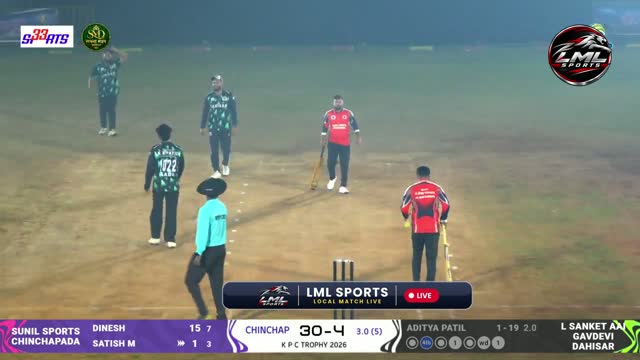 33
SPORTS
LML
SPORTS
LML SPORTS
LOCAL MATCH LIVE
LIVE
SUNIL SPORTS
CHINCHAPADA
DINESH 15 7
SATISH M » 1 3
CHINCHAP 30-4 3.0 (5)
K P C TROPHY 2026
ADITYA PATIL 1-19 2.0
4lb 1 wd 1
L SANKET AA
GAVDEVI
DAHISAR